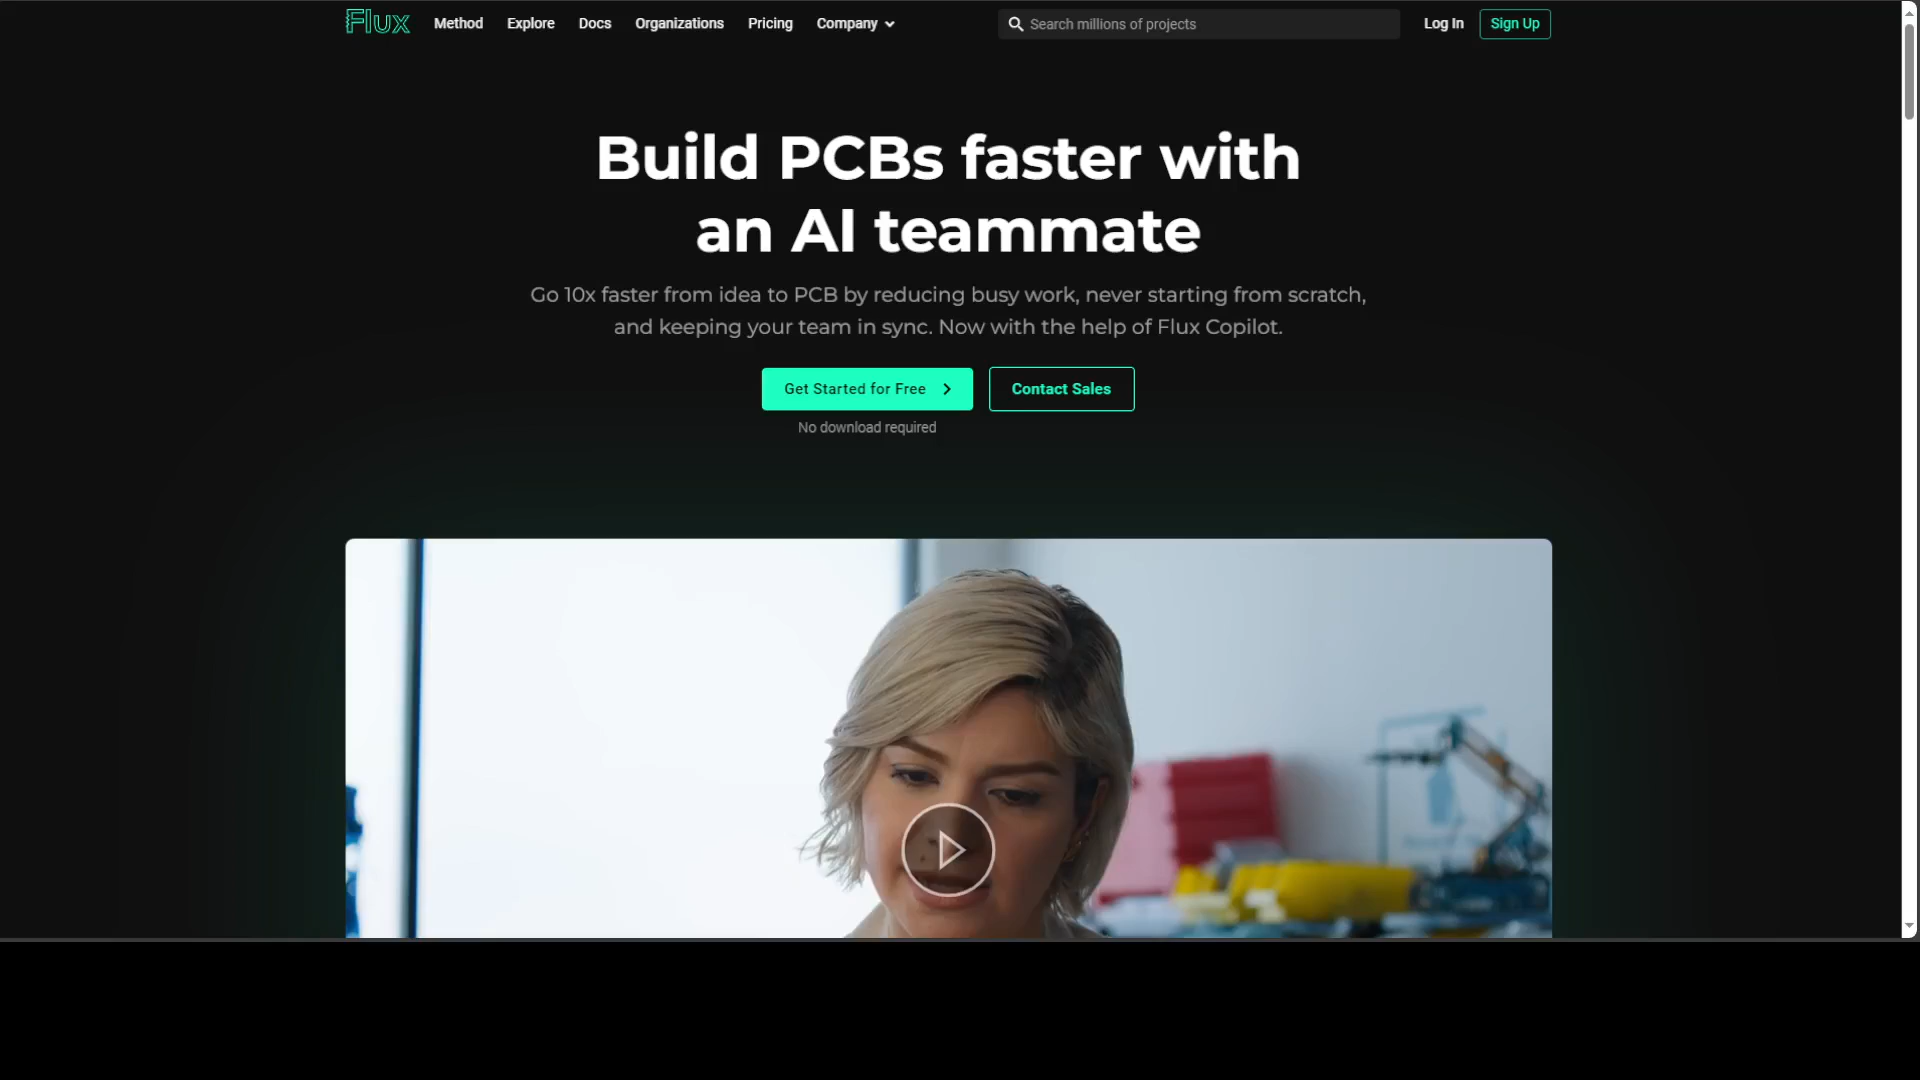 Flux
Method
Explore
Docs
Organizations
Pricing
Company
Search millions of projects
Log In
Sign Up
Build PCBs faster with
an AI teammate
Go 10x faster from idea to PCB by reducing busy work, never starting from scratch,
and keeping your team in sync. Now with the help of Flux Copilot.
Get Started for Free
Contact Sales
No download required